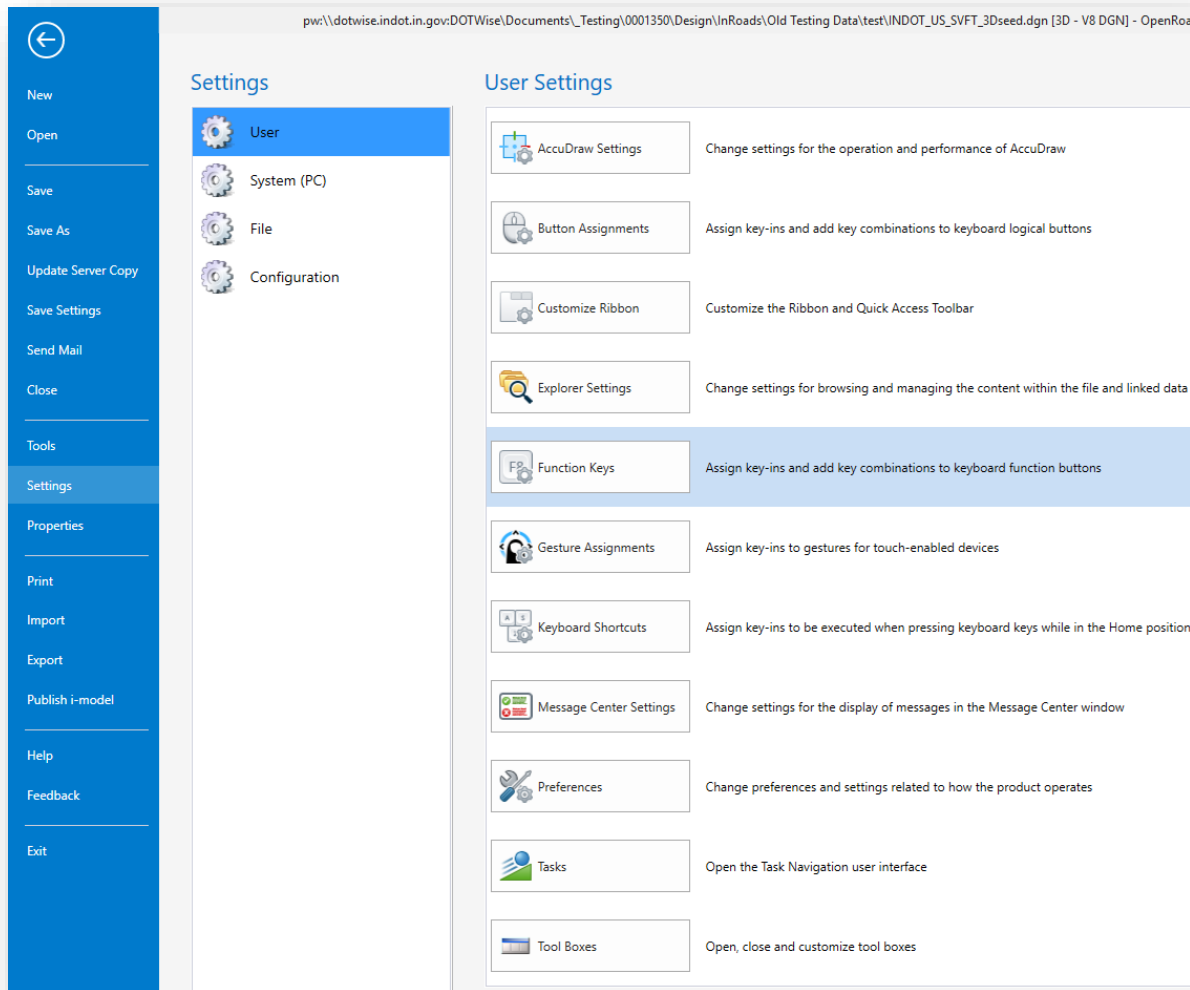 pw:\\dotwise.indot.in.gov:DOTWise\Documents\_Testing\0001350\Design\InRoads\Old Testing Data\test\INDOT_US_SVFT_3Dseed.dgn [3D - V8 DGN] - OpenRoa
New
Open
Save
Save As
Update Server Copy
Save Settings
Send Mail
Close
Tools
Settings
Properties
Print
Import
Export
Publish i-model
Help
Feedback
Exit
Settings
User
System (PC)
File
Configuration
User Settings
AccuDraw Settings Change settings for the operation and performance of AccuDraw
Button Assignments Assign key-ins and add key combinations to keyboard logical buttons
Customize Ribbon Customize the Ribbon and Quick Access Toolbar
Explorer Settings Change settings for browsing and managing the content within the file and linked data
Function Keys Assign key-ins and add key combinations to keyboard function buttons
Gesture Assignments Assign key-ins to gestures for touch-enabled devices
Keyboard Shortcuts Assign key-ins to be executed when pressing keyboard keys while in the Home position
Message Center Settings Change settings for the display of messages in the Message Center window
Preferences Change preferences and settings related to how the product operates
Tasks Open the Task Navigation user interface
Tool Boxes Open, close and customize tool boxes